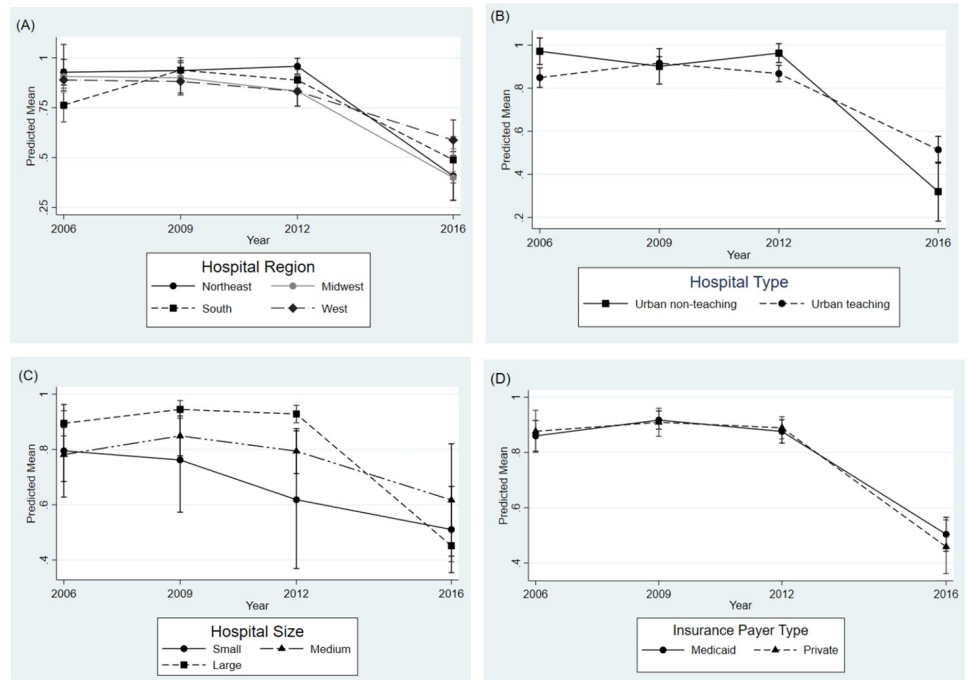 (A)
Predicted Mean
1
.75
.5
.25
2006 2009 2012 2016
Year
Hospital Region
Northeast Midwest
South West
(B)
Predicted Mean
1
.8
.6
.4
.2
2006 2009 2012 2016
Year
Hospital Type
Urban non-teaching Urban teaching
(C)
Predicted Mean
1
.8
.6
.4
2006 2009 2012 2016
Year
Hospital Size
Small Medium
Large
(D)
Predicted Mean
1
.8
.6
.4
2006 2009 2012 2016
Year
Insurance Payer Type
Medicaid Private